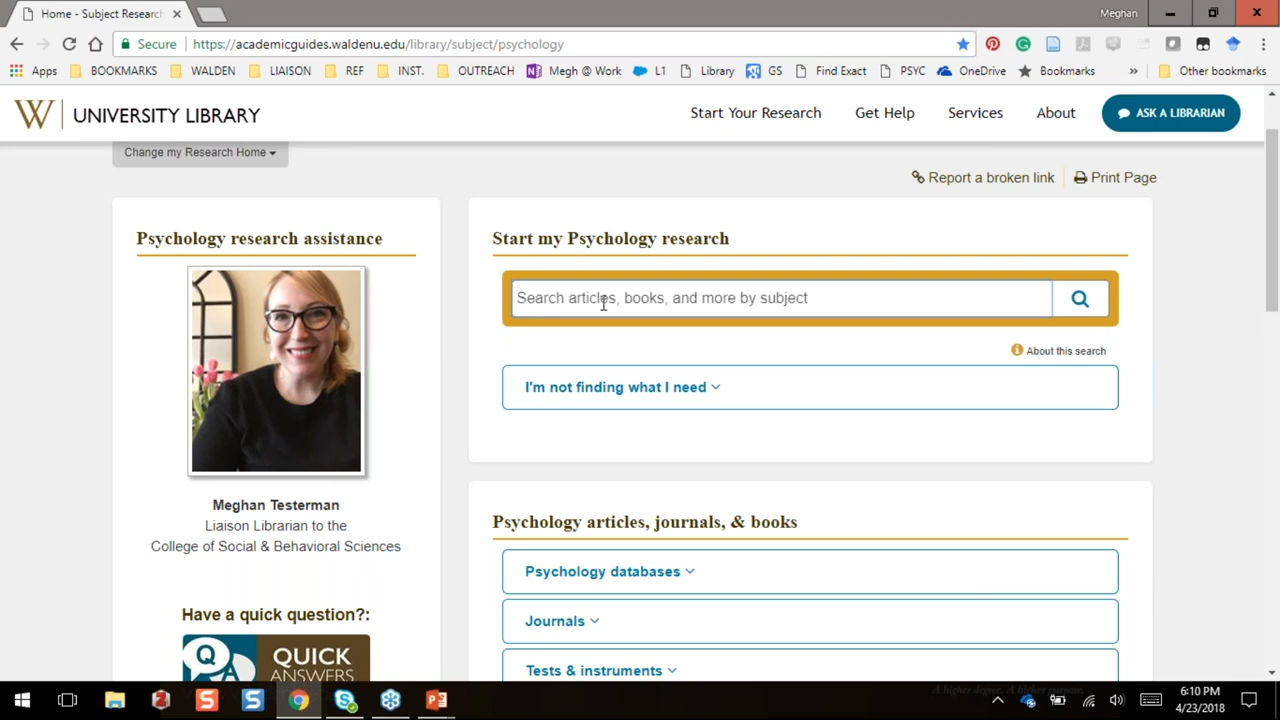 Home - Subject Research
Meghan
Secure
https://academicguides.waldenu.edu/library/subject/psychology
Apps
BOOKMARKS
WALDEN
LIAISON
REF
INST.
OUTREACH
Megh @ Work
L1
Library
GS
Find Exact
PSYC
OneDrive
Bookmarks
»
Other bookmarks
W UNIVERSITY LIBRARY
Start Your Research
Get Help
Services
About
ASK A LIBRARIAN
Change my Research Home
Report a broken link
Print Page
Psychology research assistance
Meghan Testerman
Liaison Librarian to the
College of Social & Behavioral Sciences
Have a quick question?:
Q A QUICK
ANSWERS
Start my Psychology research
Search articles, books, and more by subject
About this search
I'm not finding what I need
Psychology articles, journals, & books
Psychology databases
Journals
Tests & instruments
A higher degree. A higher purpose.
6:10 PM
4/23/2018